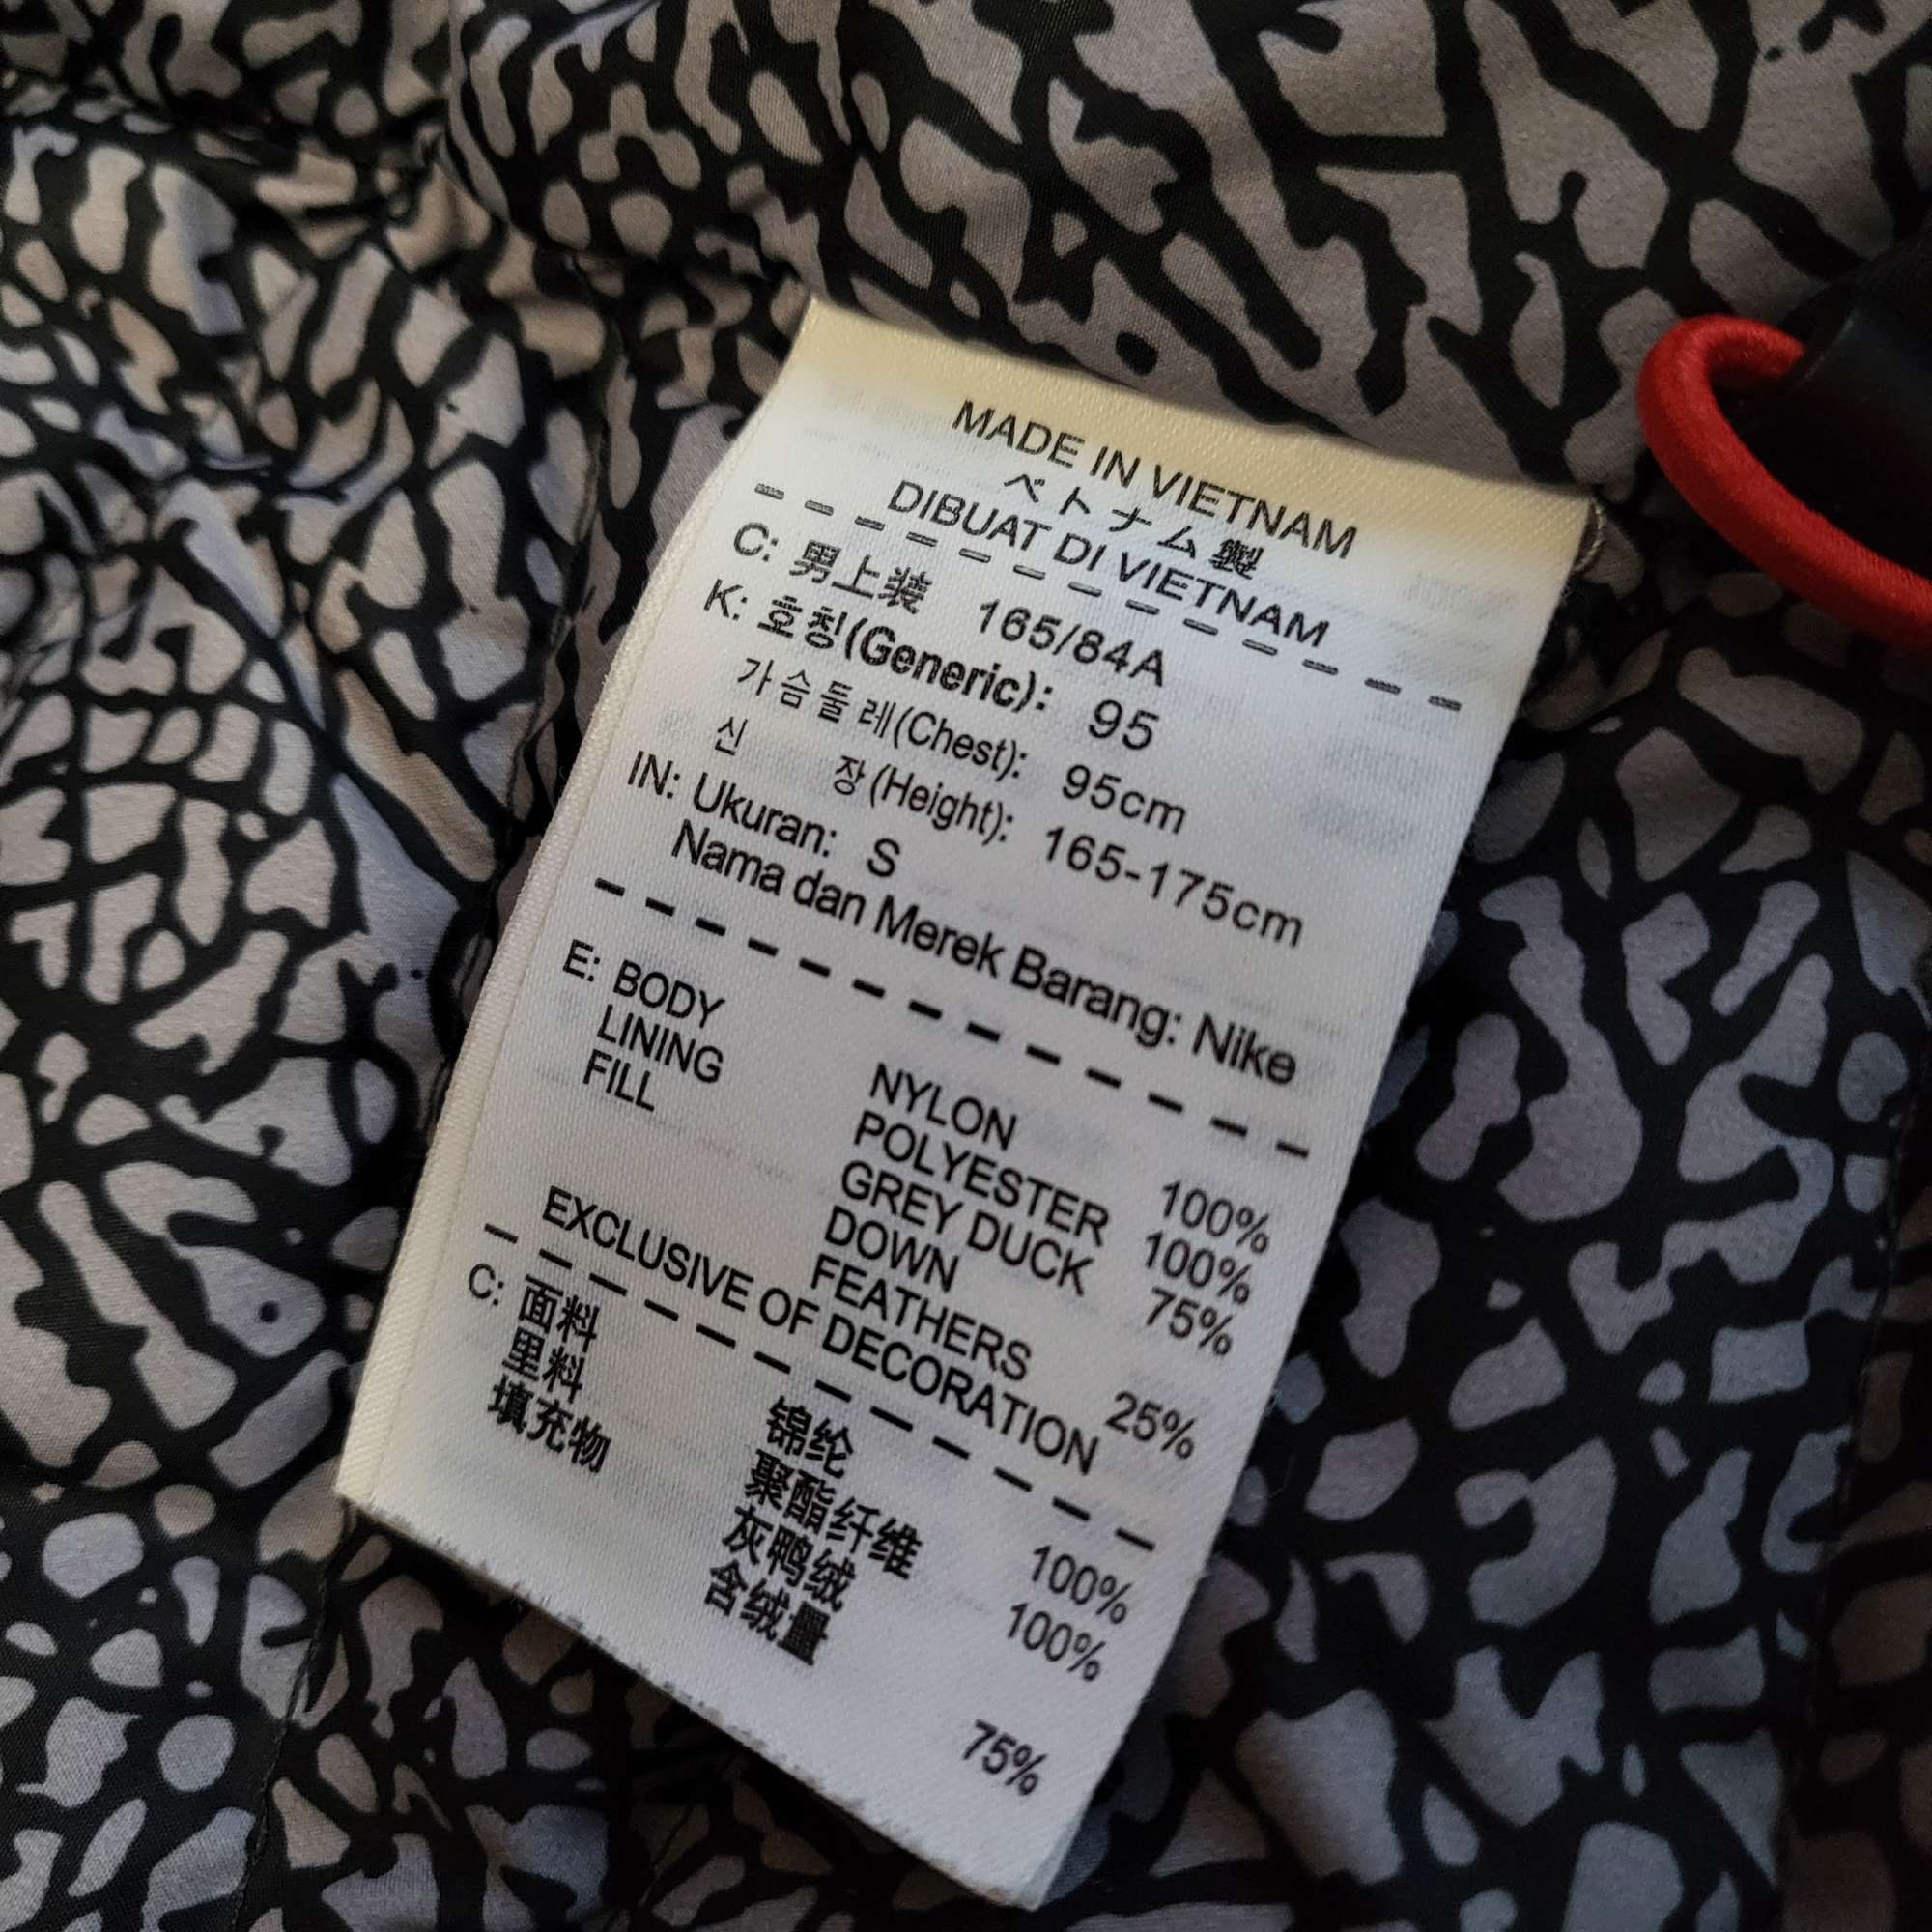 MADE IN VIETNAM
ベトナム製
DIBUAT DI VIETNAM
C: 男上装 165/84A
K: 호칭(Generic): 95
가슴둘레(Chest): 95cm
신 장(Height): 165-175cm
IN: Ukuran: S
Nama dan Merek Barang: Nike
E: BODY NYLON 100%
LINING POLYESTER 100%
FILL GREY DUCK 75%
DOWN
FEATHERS 25%
EXCLUSIVE OF DECORATION
C: 面料 锦纶 100%
里料 聚酯纤维 100%
填充物 灰鸭绒
含绒量 75%